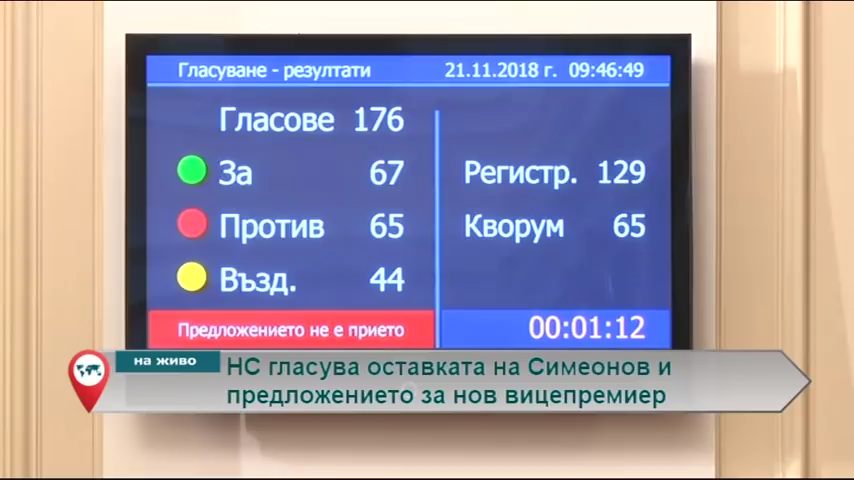 Гласуване - резултати 21.11.2018 г. 09:46:49
Гласове 176
За 67 Регистр. 129
Против 65 Кворум 65
Възд. 44
Предложението не е прието 00:01:12
на живо
НС гласува оставката на Симеонов и
предложението за нов вицепремиер